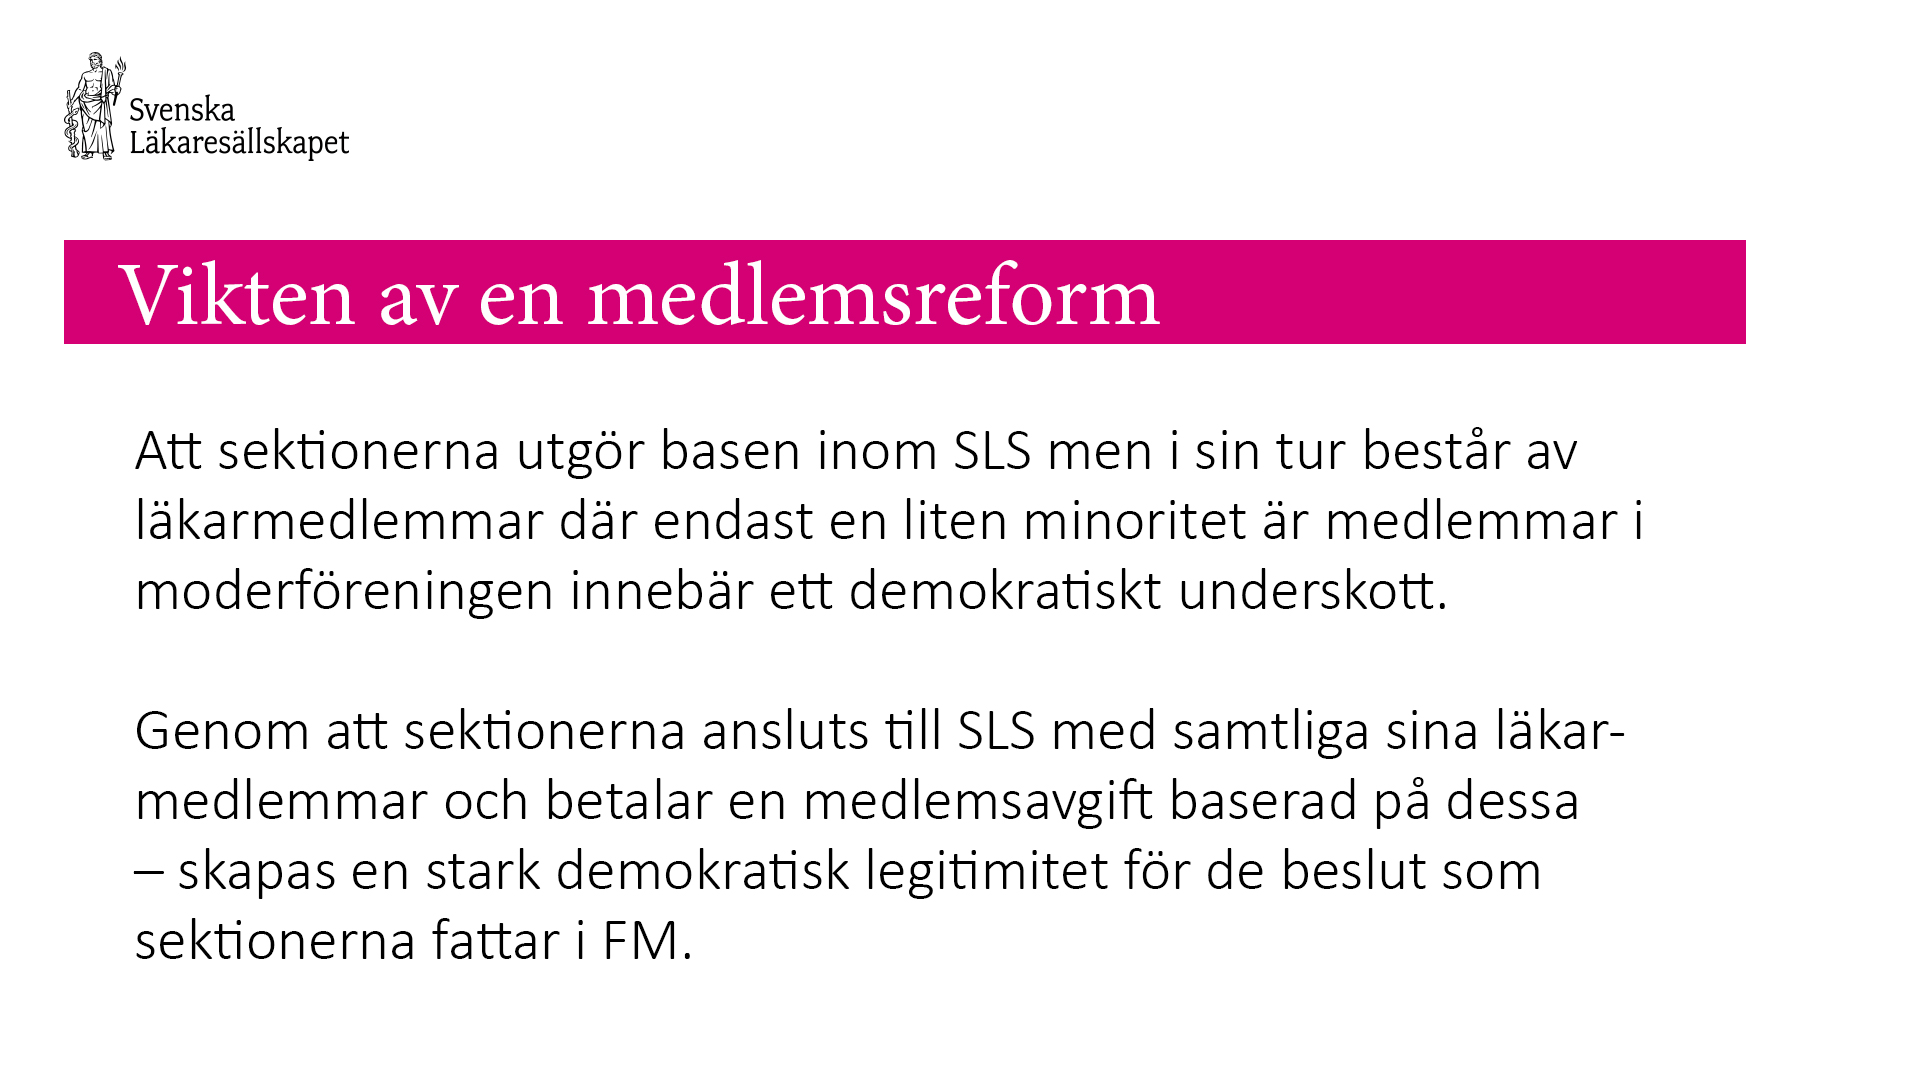 Svenska
Läkaresällskapet
Vikten av en medlemsreform
Att sektionerna utgör basen inom SLS men i sin tur består av
läkarmedlemmar där endast en liten minoritet är medlemmar i
moderföreningen innebär ett demokratiskt underskott.
Genom att sektionerna ansluts till SLS med samtliga sina läkar-
medlemmar och betalar en medlemsavgift baserad på dessa
– skapas en stark demokratisk legitimitet för de beslut som
sektionerna fattar i FM.